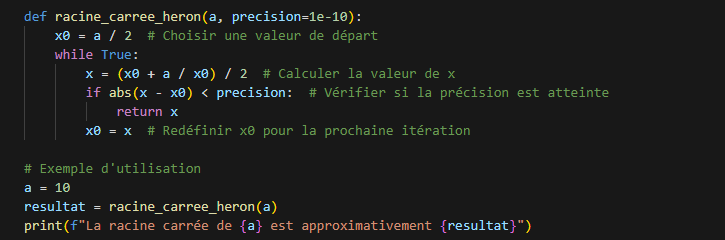 def racine_carree_heron(a, precision=1e-10):
    x0 = a / 2  # Choisir une valeur de départ
    while True:
        x = (x0 + a / x0) / 2  # Calculer la valeur de x
        if abs(x - x0) < precision:  # Vérifier si la précision est atteinte
            return x
        x0 = x  # Redéfinir x0 pour la prochaine itération

# Exemple d'utilisation
a = 10
resultat = racine_carree_heron(a)
print(f"La racine carrée de {a} est approximativement {resultat}")